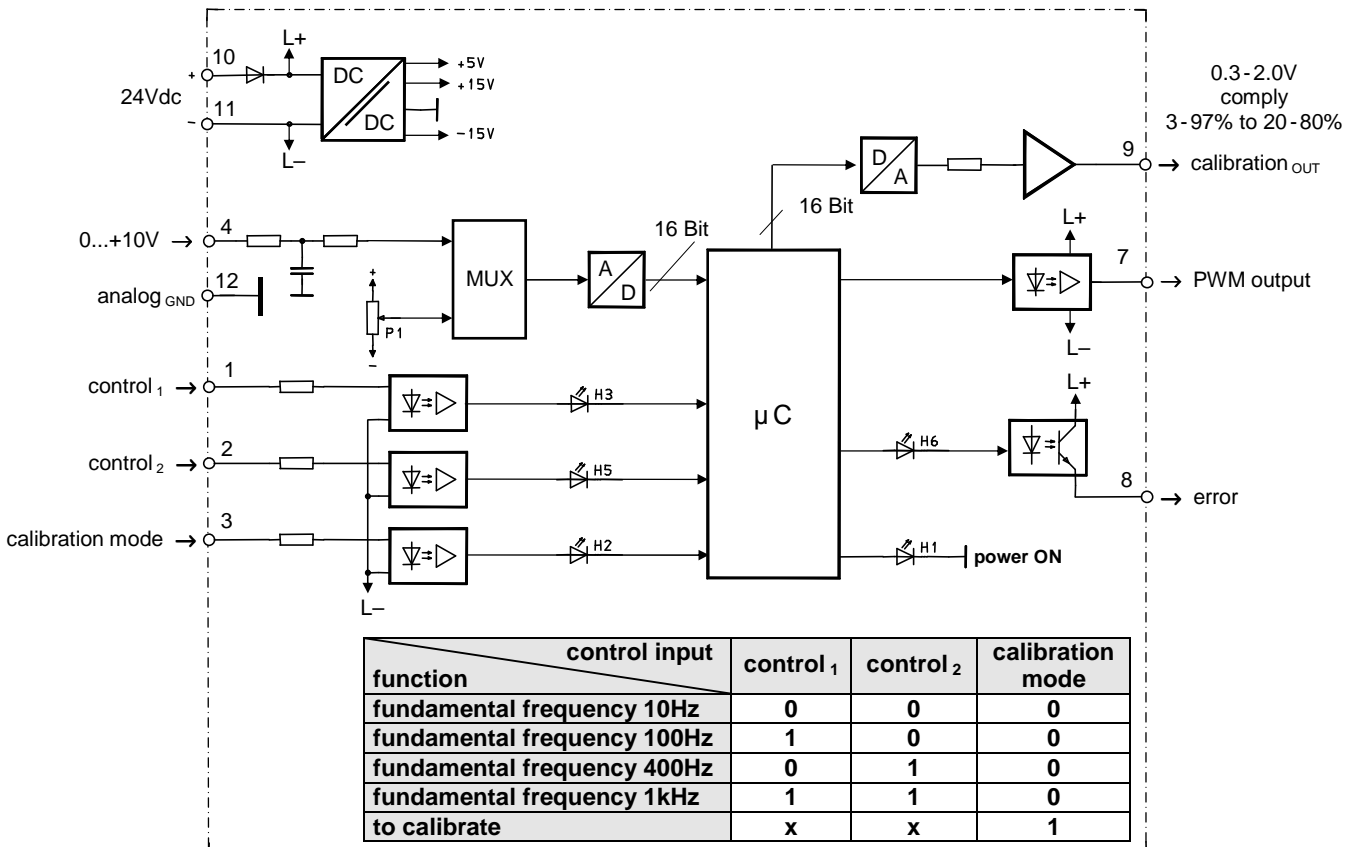 L+
10
+
24Vdc
11
-
L–
DC
DC
+5V
+15V
-15V
0.3-2.0V
comply
3-97% to 20-80%
D
A
9
→ calibration OUT
16 Bit
16 Bit
0...+10V →
4
12
analog GND
+
P1
-
MUX
A
D
µC
L+
7
→ PWM output
L–
control 1 →
1
H3
control 2 →
2
H5
calibration mode →
3
H2
L–
L+
H6
8
→ error
H1
power ON
control input
function
control 1
control 2
calibration
mode
fundamental frequency 10Hz 0 0 0
fundamental frequency 100Hz 1 0 0
fundamental frequency 400Hz 0 1 0
fundamental frequency 1kHz 1 1 0
to calibrate x x 1